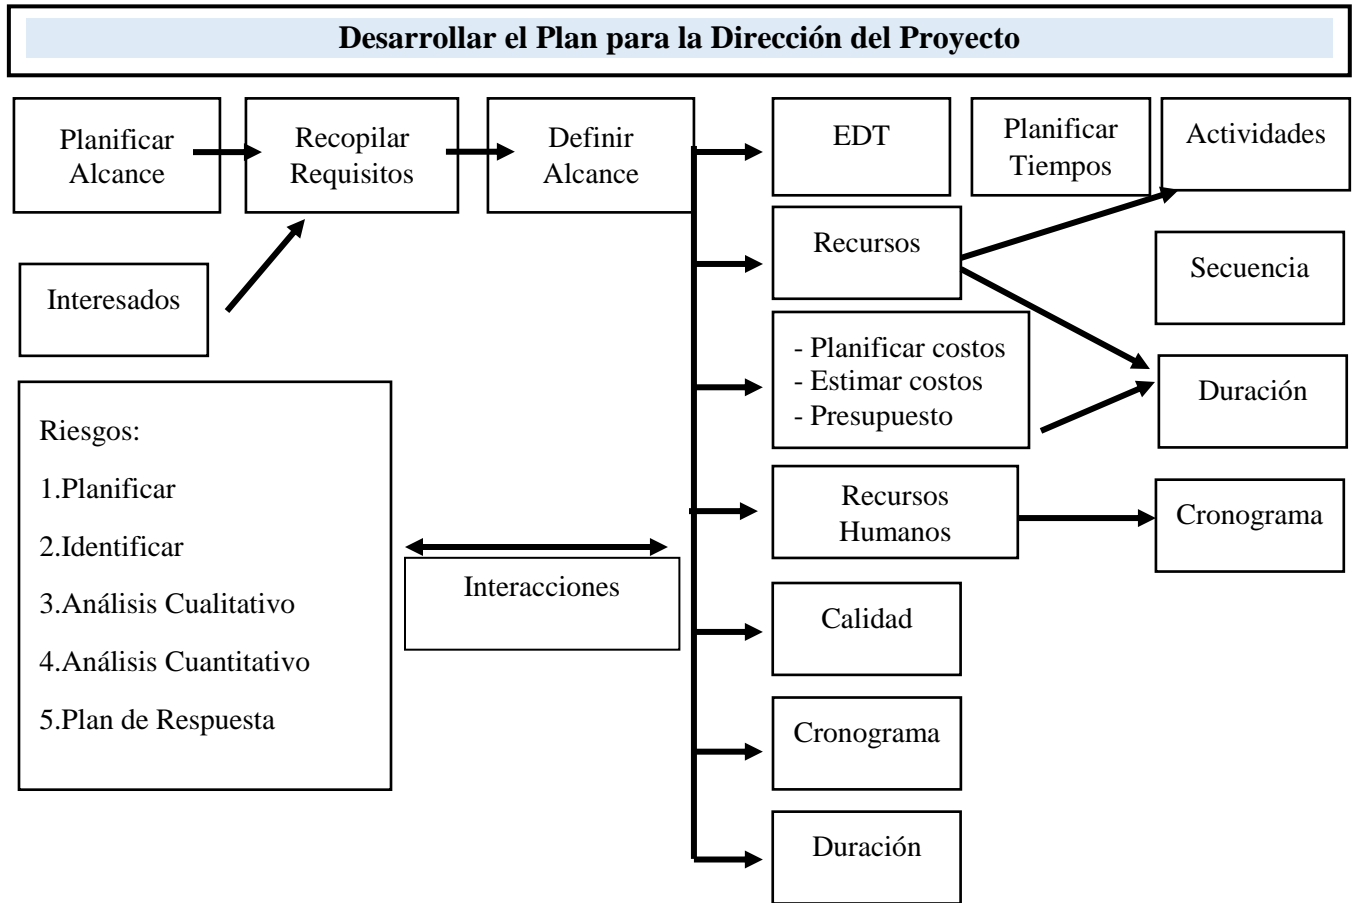 Desarrollar el Plan para la Dirección del Proyecto
Planificar
Alcance
Recopilar
Requisitos
Definir
Alcance
EDT
Planificar
Tiempos
Actividades
Recursos
Secuencia
Interesados
- Planificar costos
- Estimar costos
- Presupuesto
Duración
Riesgos:
1.Planificar
2.Identificar
3.Análisis Cualitativo
4.Análisis Cuantitativo
5.Plan de Respuesta
Interacciones
Recursos
Humanos
Cronograma
Calidad
Cronograma
Duración